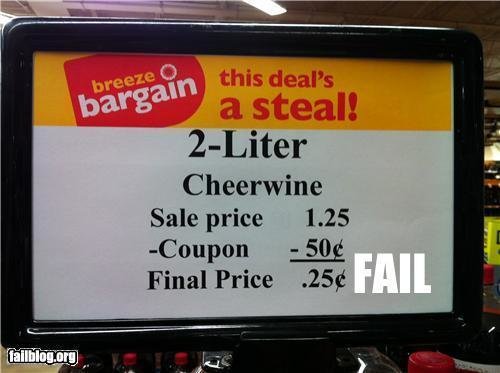 breeze
bargain
this deal's
a steal!
2-Liter
Cheerwine
Sale price 1.25
-Coupon - 50¢
Final Price .25¢
FAIL
failblog.org